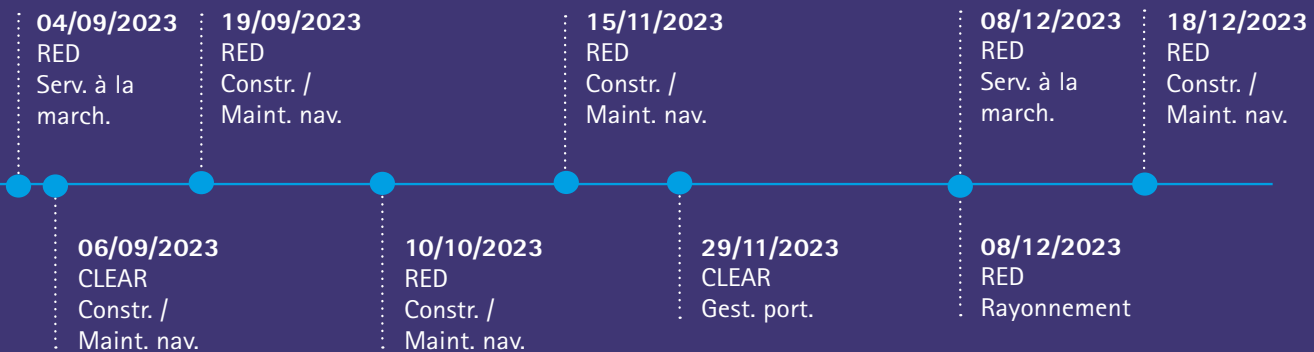 04/09/2023
RED
Serv. à la
march.
19/09/2023
RED
Constr. /
Maint. nav.
15/11/2023
RED
Constr. /
Maint. nav.
08/12/2023
RED
Serv. à la
march.
18/12/2023
RED
Constr. /
Maint. nav.
06/09/2023
CLEAR
Constr. /
Maint. nav.
10/10/2023
RED
Constr. /
Maint. nav.
29/11/2023
CLEAR
Gest. port.
08/12/2023
RED
Rayonnement